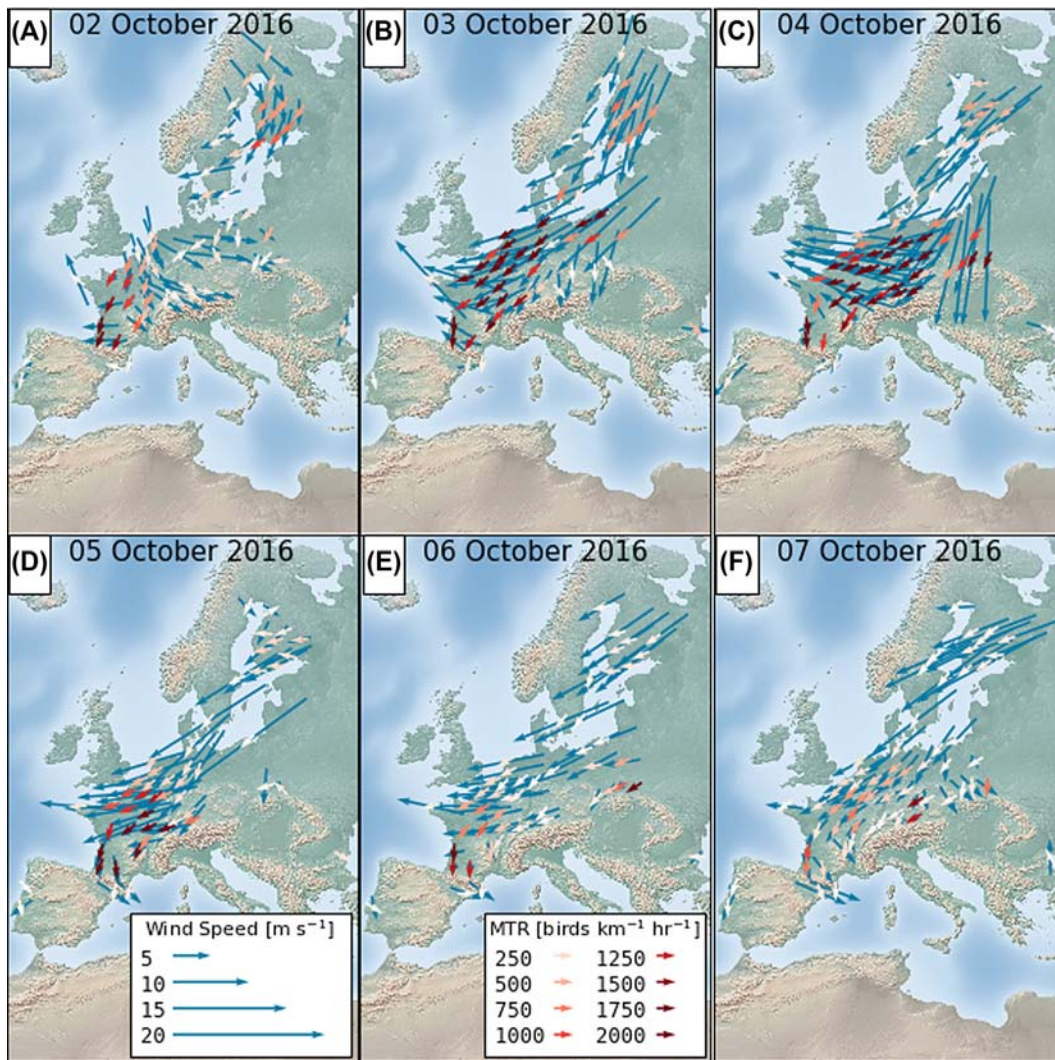 (A) 02 October 2016
(B) 03 October 2016
(C) 04 October 2016
(D) 05 October 2016
(E) 06 October 2016
(F) 07 October 2016
Wind Speed [m s⁻¹]
5
10
15
20
MTR [birds km⁻¹ hr⁻¹]
250 1250
500 1500
750 1750
1000 2000